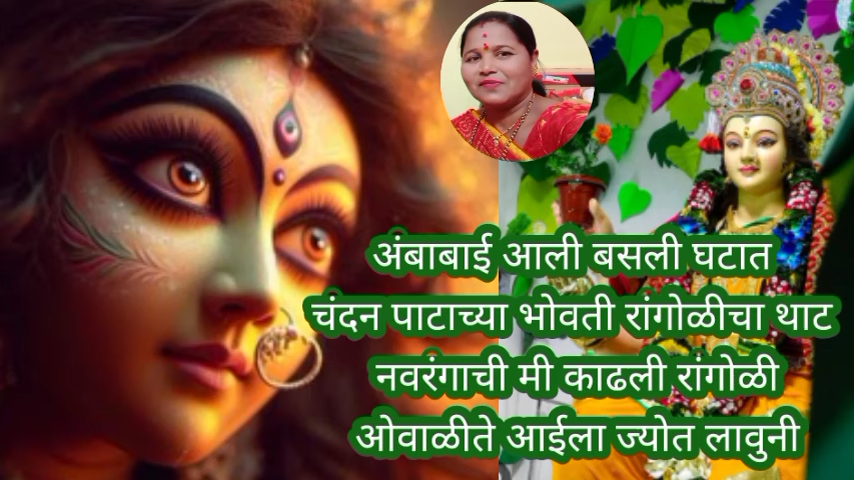 अंबाबाई आली बसली घटात
चंदन पाटाच्या भोवती रांगोळीचा थाट
नवरंगाची मी काढली रांगोळी
ओवाळीते आईला ज्योत लावुनी